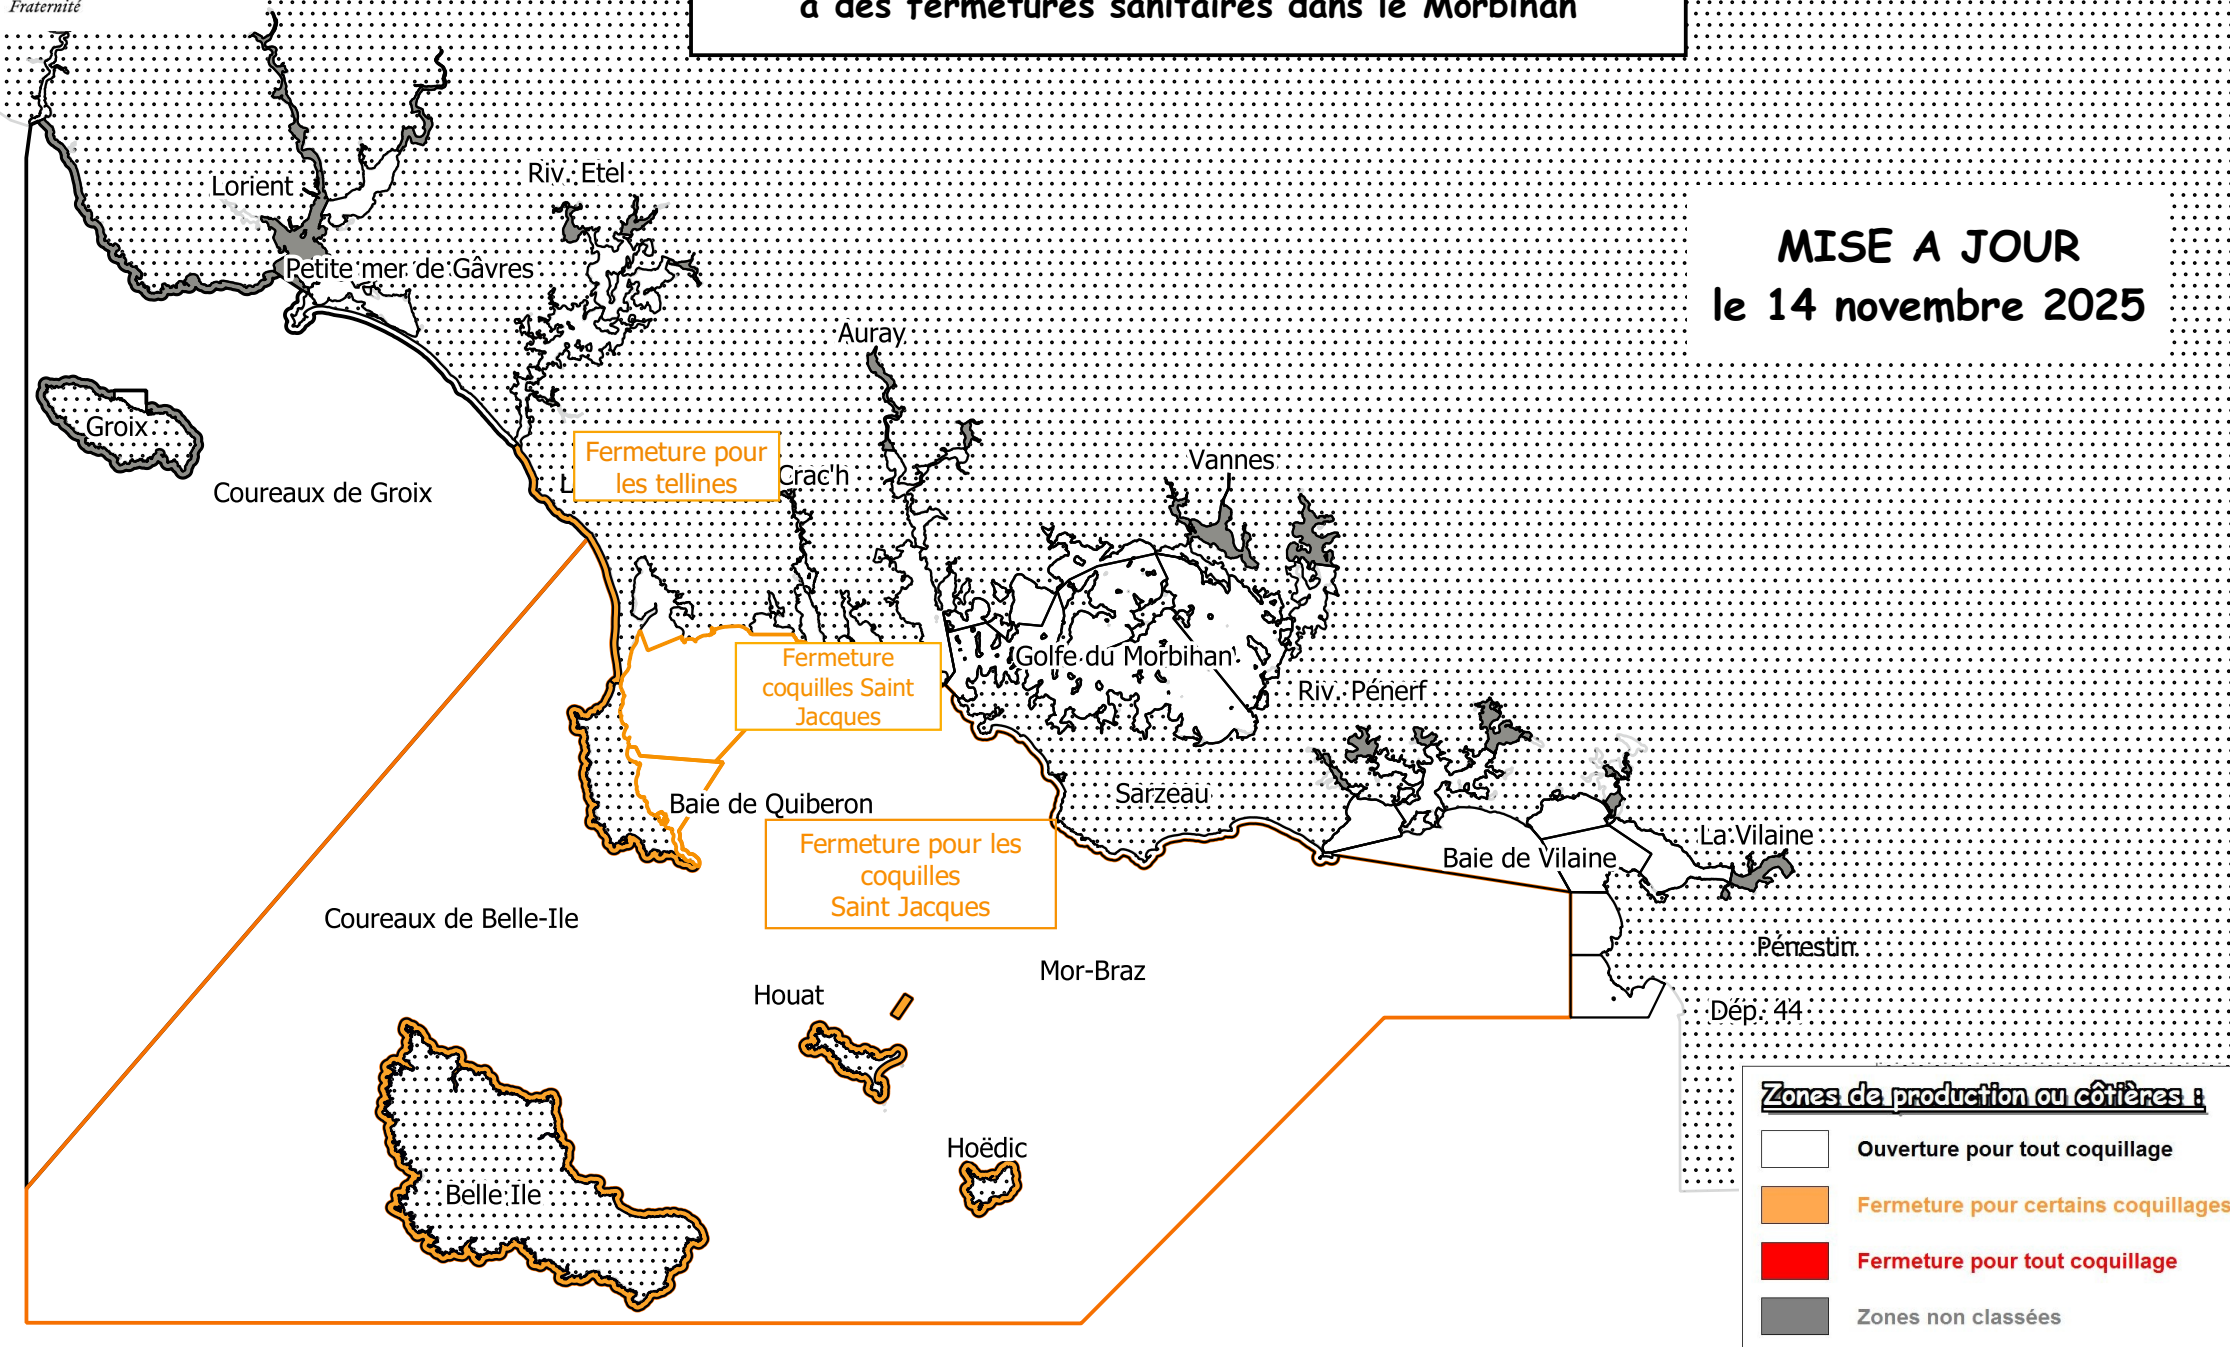 Fraternité
à des fermetures sanitaires dans le Morbihan
MISE A JOUR
le 14 novembre 2025
Riv. Etel
Lorient
Petite mer de Gâvres
Auray
Groix
Coureaux de Groix
Fermeture pour
les tellines
Crac'h
Vannes
Fermeture
coquilles Saint
Jacques
Golfe du Morbihan
Riv. Pénerf
Baie de Quiberon
Sarzeau
Fermeture pour les
coquilles
Saint Jacques
La Vilaine
Baie de Vilaine
Coureaux de Belle-Ile
Pénestin
Mor-Braz
Houat
Dép. 44
Hoëdic
Belle Ile
Zones de production ou côtières :
Ouverture pour tout coquillage
Fermeture pour certains coquillages
Fermeture pour tout coquillage
Zones non classées